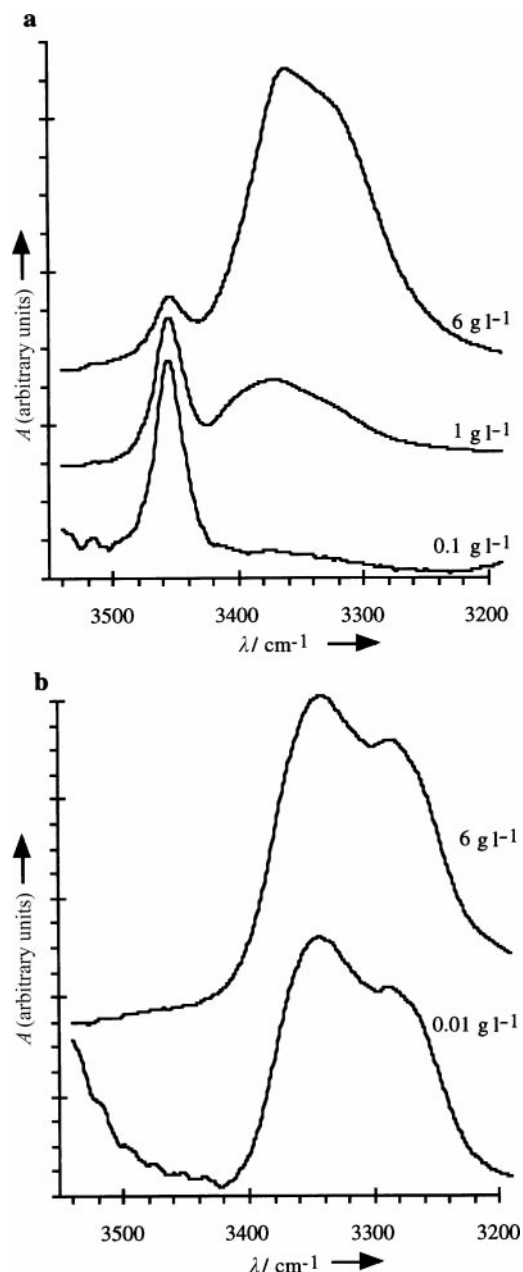 a
A (arbitrary units)
6 g l-1
1 g l-1
0.1 g l-1
3500 3400 3300 3200
λ/ cm-1
b
A (arbitrary units)
6 g l-1
0.01 g l-1
3500 3400 3300 3200
λ/ cm-1